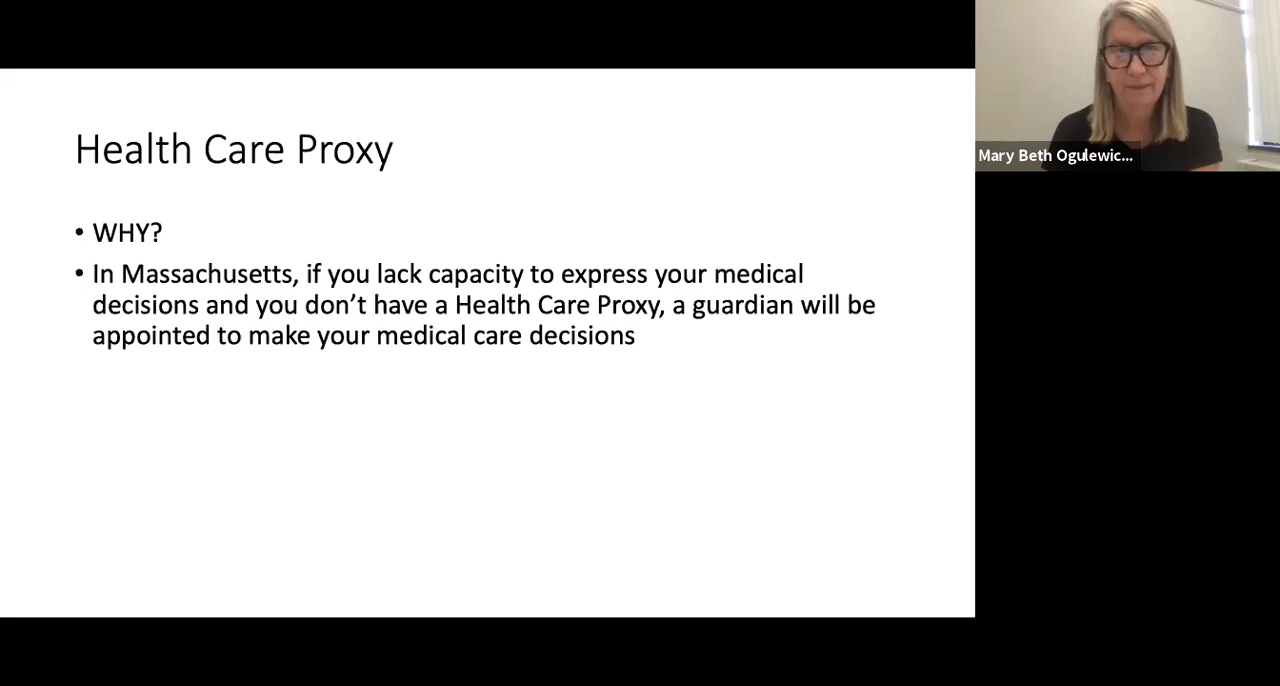 Health Care Proxy
• WHY?
• In Massachusetts, if you lack capacity to express your medical
decisions and you don’t have a Health Care Proxy, a guardian will be
appointed to make your medical care decisions
Mary Beth Ogulewic...